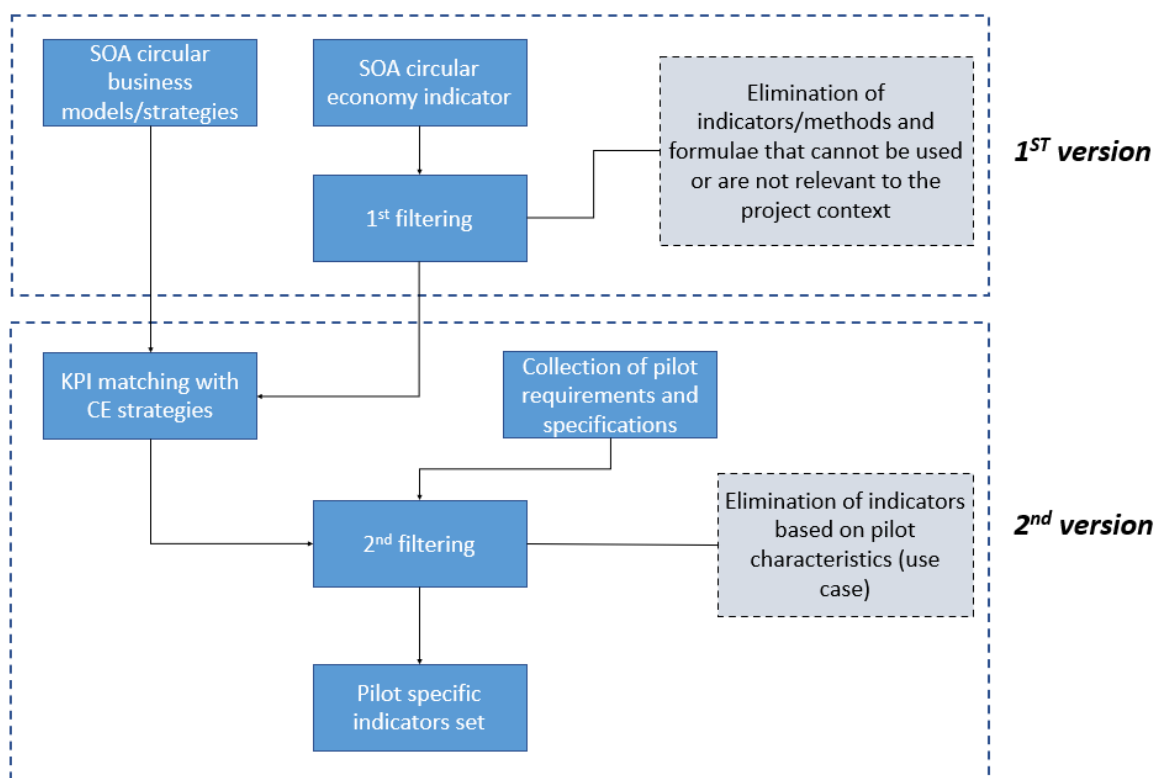 SOA circular
business
models/strategies
SOA circular
economy indicator
Elimination of
indicators/methods and
formulae that cannot be used
or are not relevant to the
project context
1ST version
1st filtering
KPI matching with
CE strategies
Collection of pilot
requirements and
specifications
2nd filtering
Elimination of indicators
based on pilot
characteristics (use
case)
2nd version
Pilot specific
indicators set